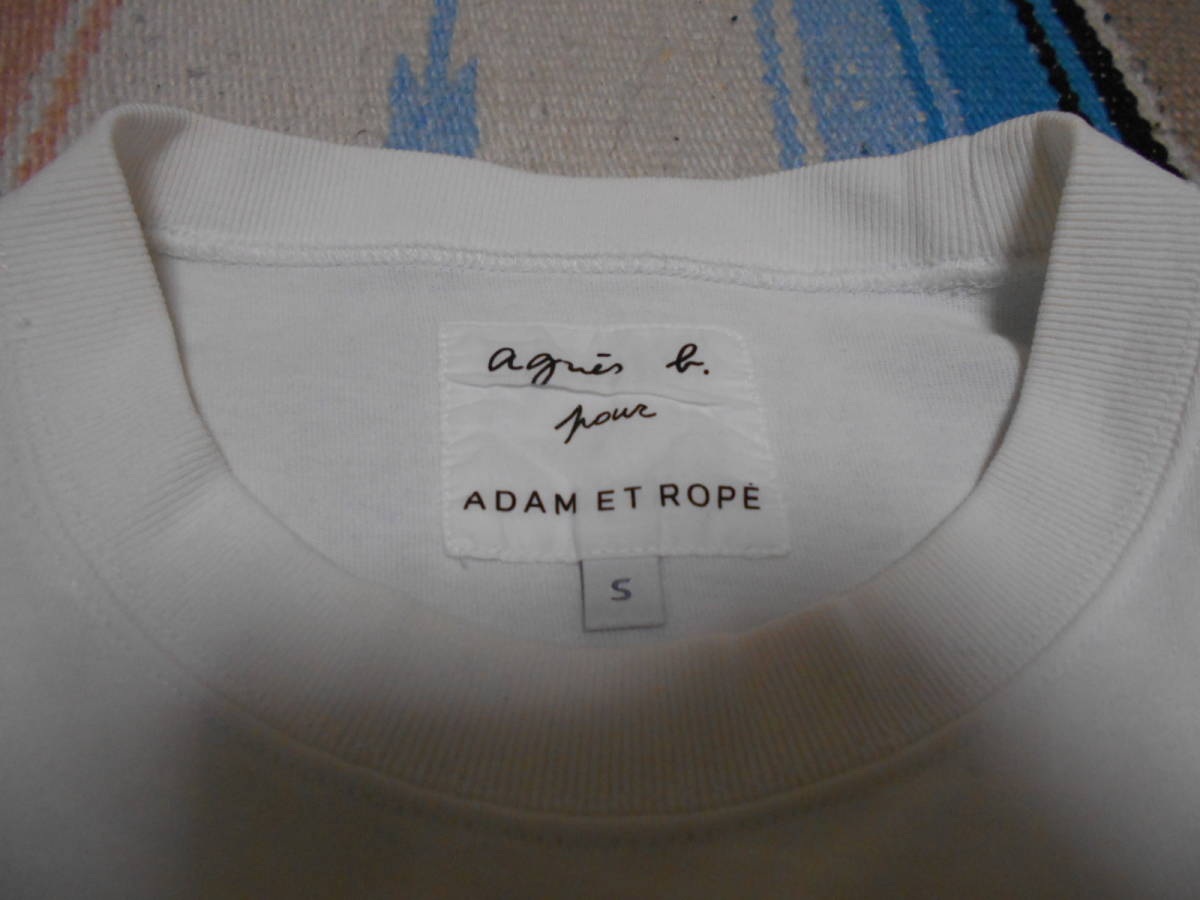 agnès b.
pour
ADAM ET ROPÉ
S